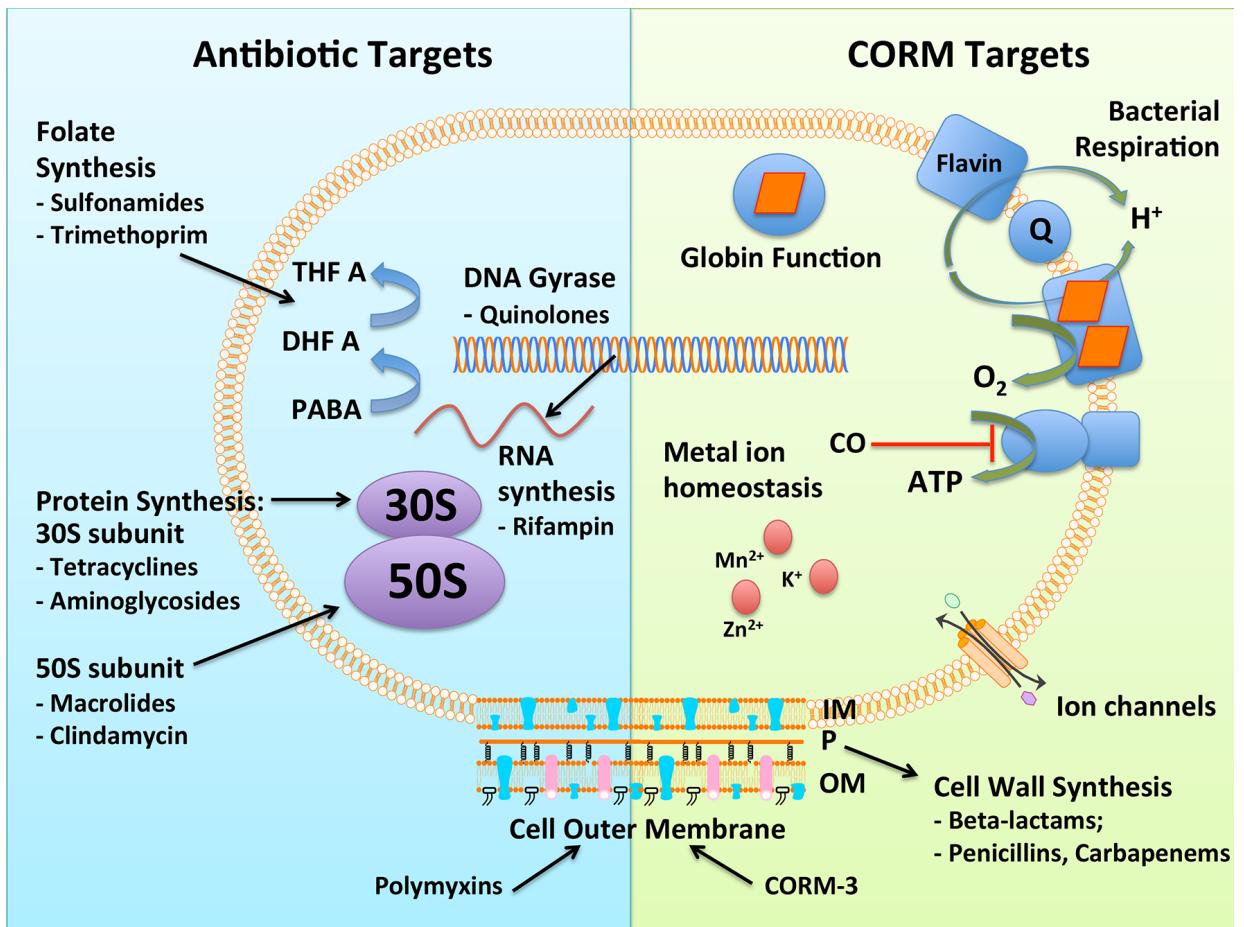 Antibiotic Targets
CORM Targets
Folate
Synthesis
- Sulfonamides
- Trimethoprim
THF A
DHF A
PABA
DNA Gyrase
- Quinolones
RNA
synthesis
- Rifampin
Protein Synthesis:
30S subunit
- Tetracyclines
- Aminoglycosides
50S subunit
- Macrolides
- Clindamycin
30S
50S
Globin Function
Flavin
Q
Bacterial
Respiration
H+
O2
CO
ATP
Metal ion
homeostasis
Mn2+
K+
Zn2+
Ion channels
IM
P
OM
Cell Wall Synthesis
- Beta-lactams;
- Penicillins, Carbapenems
Cell Outer Membrane
Polymyxins
CORM-3